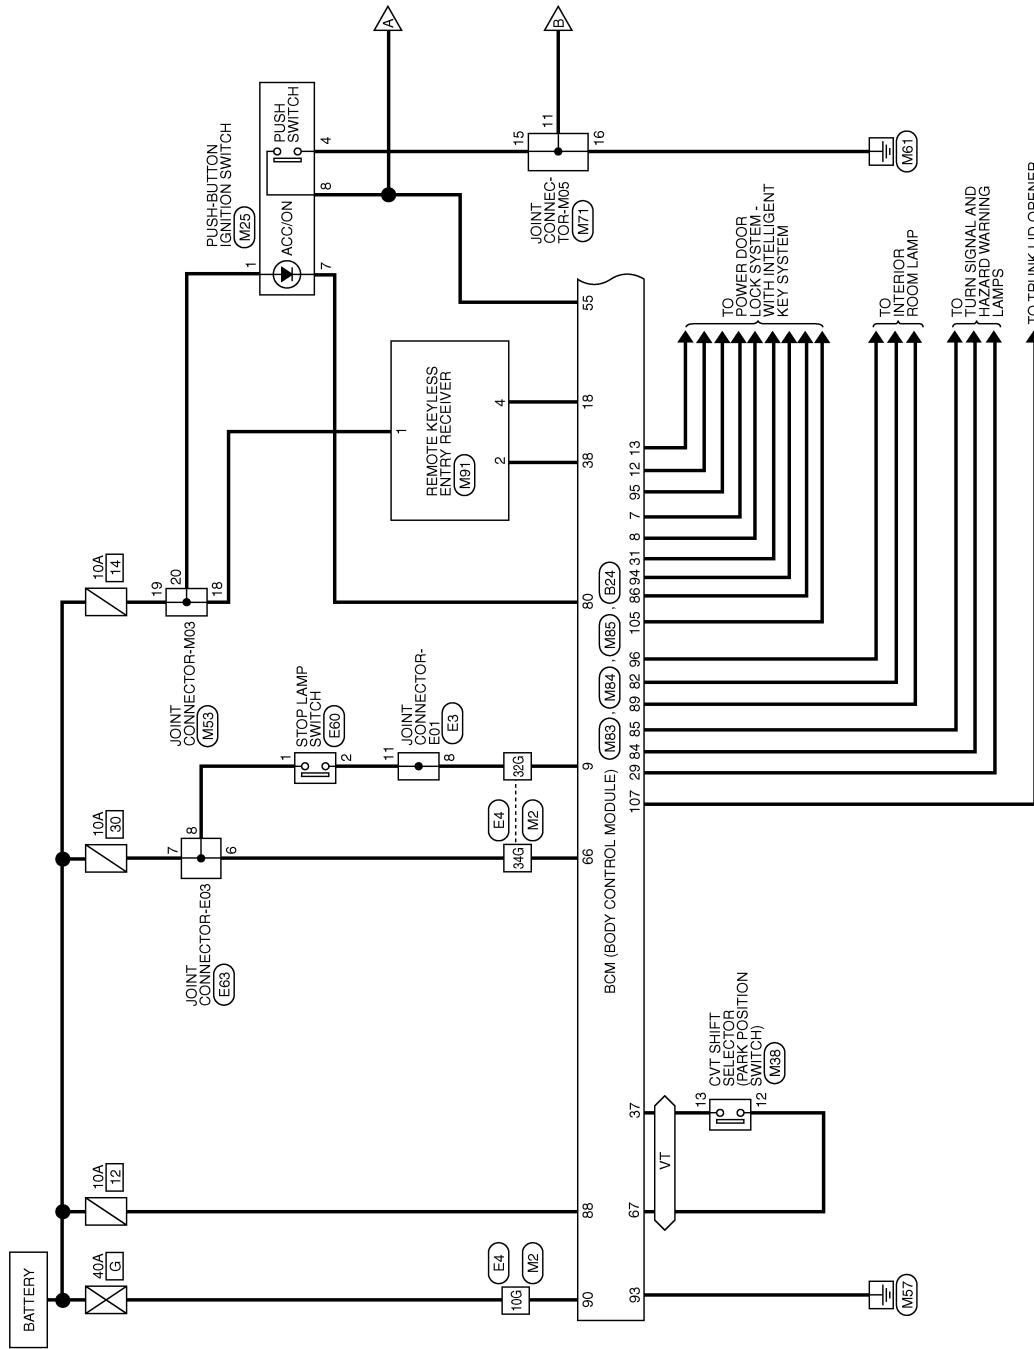 BATTERY
40A
G
10A
12
10A
30
10A
14
JOINT
CONNECTOR-E03
E63
7
8
6
JOINT
CONNECTOR-M03
M53
19
20
18
STOP LAMP
SWITCH
E60
1
2
JOINT
CONNECTOR-
E01
E3
11
8
PUSH-BUTTON
IGNITION SWITCH
M25
1
ACC/ON
PUSH
SWITCH
7
8
4
A
B
REMOTE KEYLESS
ENTRY RECEIVER
M91
1
2
4
JOINT
CONNEC-
TOR-M05
M71
15
11
16
M61
10G
E4
M2
34G
E4
M2
32G
90
88
66
9
80
38
18
55
BCM (BODY CONTROL MODULE)
M83 , M84 , M85 , B24
93
67
37
107
29
84
85
89
82
96
105
86
94
31
8
7
95
12
13
VT
13
12
CVT SHIFT
SELECTOR
(PARK POSITION
SWITCH)
M38
M57
TO
POWER DOOR
LOCK SYSTEM -
WITH INTELLIGENT
KEY SYSTEM
TO
INTERIOR
ROOM LAMP
TO
TURN SIGNAL AND
HAZARD WARNING
LAMPS
TO TRUNK LID OPENER